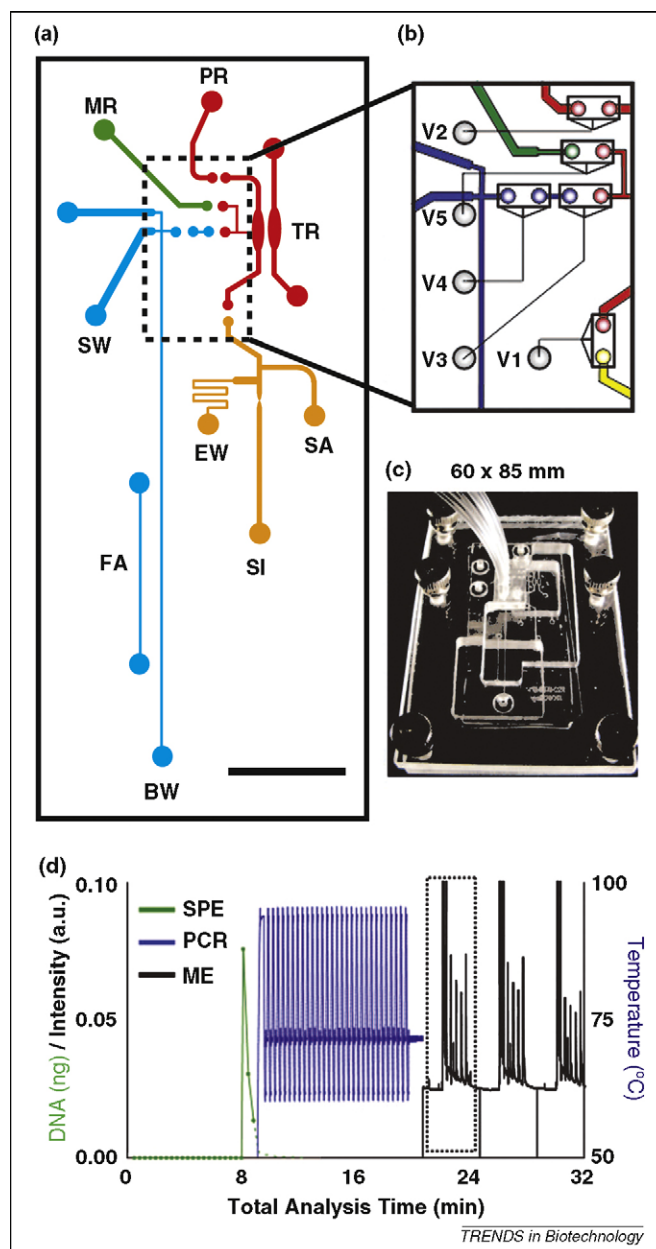 (a)
PR
MR
TR
SW
EW
SA
FA
SI
BW
(b)
V2
V5
V4
V3
V1
(c)
60 x 85 mm
(d)
0.10
0.05
0.00
DNA (ng) / Intensity (a.u.)
SPE
PCR
ME
100
75
50
Temperature (ºC)
0
8
16
24
32
Total Analysis Time (min)
TRENDS in Biotechnology